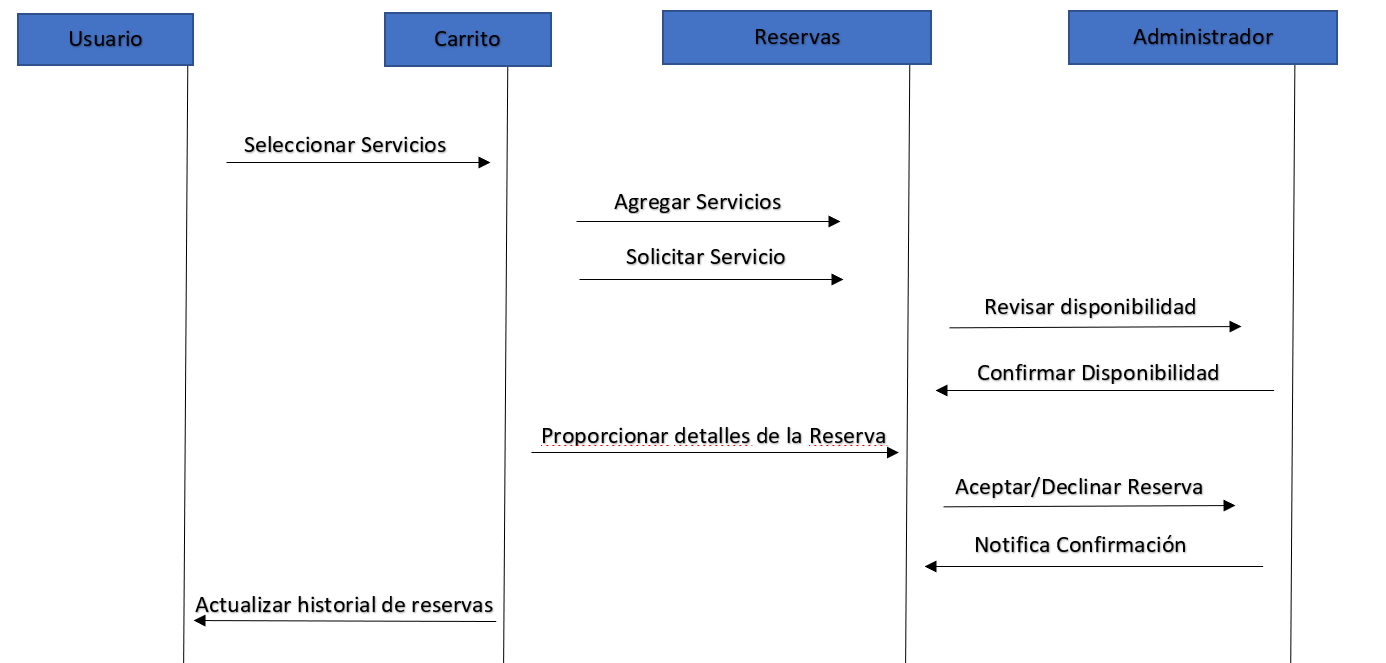 Usuario
Carrito
Reservas
Administrador
Seleccionar Servicios
Agregar Servicios
Solicitar Servicio
Revisar disponibilidad
Confirmar Disponibilidad
Proporcionar detalles de la Reserva
Aceptar/Declinar Reserva
Notifica Confirmación
Actualizar historial de reservas